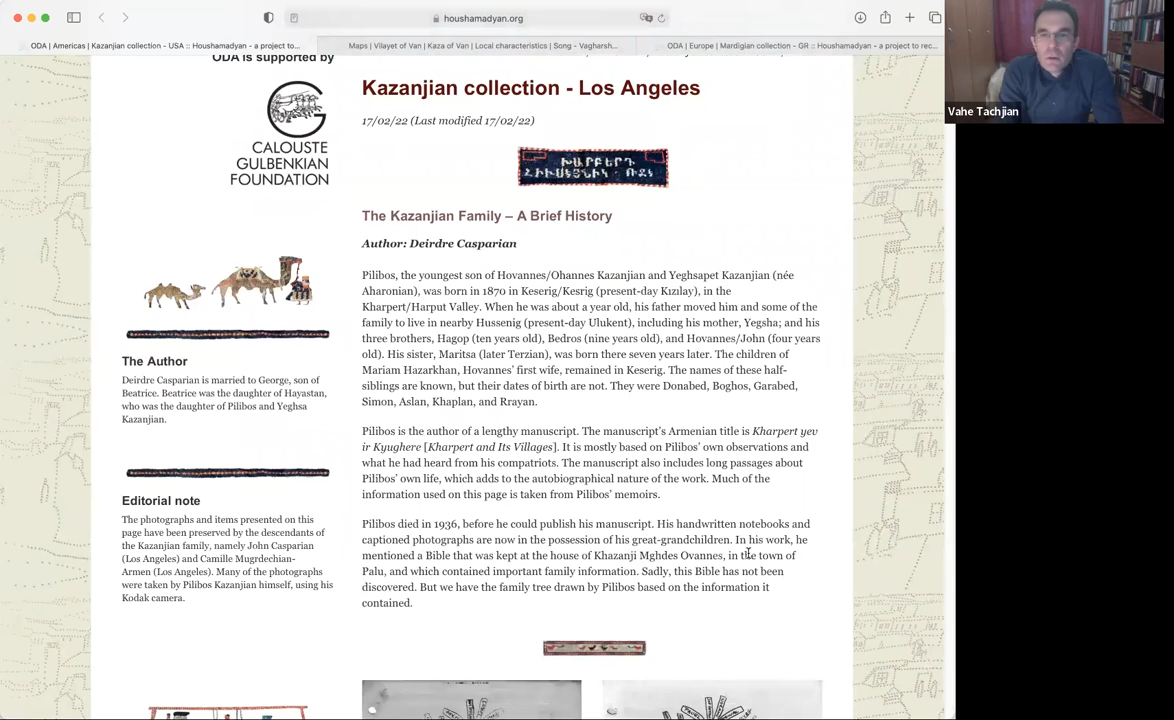 houshamadyan.org
ODA | Americas | Kazanjian collection - USA :: Houshamadyan - a project to...
Maps | Vilayet of Van | Kaza of Van | Local characteristics | Song - Vagharsh...
ODA | Europe | Mardigian collection - GR :: Houshamadyan - a project to rec...
Vahe Tachjian
ODA is supported by
CALOUSTE
GULBENKIAN
FOUNDATION
The Author
Deirdre Casparian is married to George, son of
Beatrice. Beatrice was the daughter of Hayastan,
who was the daughter of Pilibos and Yeghsa
Kazanjian.
Editorial note
The photographs and items presented on this
page have been preserved by the descendants of
the Kazanjian family, namely John Casparian
(Los Angeles) and Camille Mugrdechian-
Armen (Los Angeles). Many of the photographs
were taken by Pilibos Kazanjian himself, using his
Kodak camera.
Kazanjian collection - Los Angeles
17/02/22 (Last modified 17/02/22)
ԽԱՐԲԵՐԴ
The Kazanjian Family – A Brief History
Author: Deirdre Casparian
Pilibos, the youngest son of Hovannes/Ohannes Kazanjian and Yeghsapet Kazanjian (née
Aharonian), was born in 1870 in Keserig/Kesrig (present-day Kızılay), in the
Kharpert/Harput Valley. When he was about a year old, his father moved him and some of the
family to live in nearby Hussenig (present-day Ulukent), including his mother, Yegsha; and his
three brothers, Hagop (ten years old), Bedros (nine years old), and Hovannes/John (four years
old). His sister, Maritsa (later Terzian), was born there seven years later. The children of
Mariam Hazarkhan, Hovannes’ first wife, remained in Keserig. The names of these half-
siblings are known, but their dates of birth are not. They were Donabed, Boghos, Garabed,
Simon, Aslan, Khaplan, and Rrayan.
Pilibos is the author of a lengthy manuscript. The manuscript’s Armenian title is Kharpert yev
ir Kyughere [Kharpert and Its Villages]. It is mostly based on Pilibos’ own observations and
what he had heard from his compatriots. The manuscript also includes long passages about
Pilibos’ own life, which adds to the autobiographical nature of the work. Much of the
information used on this page is taken from Pilibos’ memoirs.
Pilibos died in 1936, before he could publish his manuscript. His handwritten notebooks and
captioned photographs are now in the possession of his great-grandchildren. In his work, he
mentioned a Bible that was kept at the house of Khazanji Mghdes Ovannes, in the town of
Palu, and which contained important family information. Sadly, this Bible has not been
discovered. But we have the family tree drawn by Pilibos based on the information it
contained.